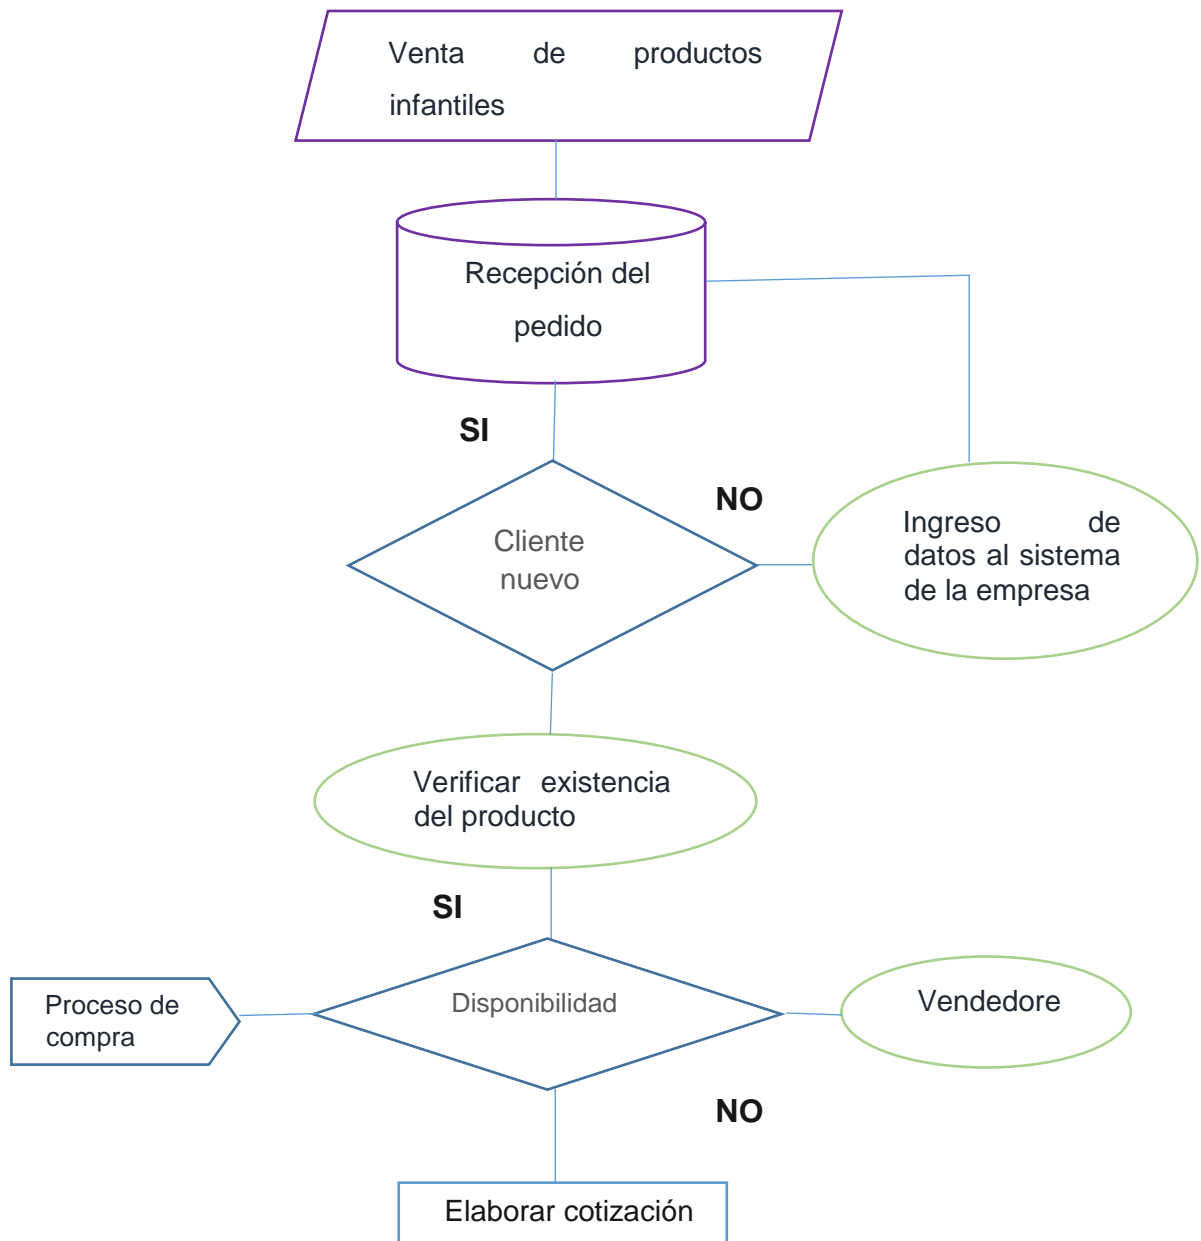 Venta de productos
infantiles
Recepción del
pedido
SI
NO
Cliente
nuevo
Ingreso de
datos al sistema
de la empresa
Verificar existencia
del producto
SI
Proceso de
compra
Disponibilidad
Vendedore
NO
Elaborar cotización